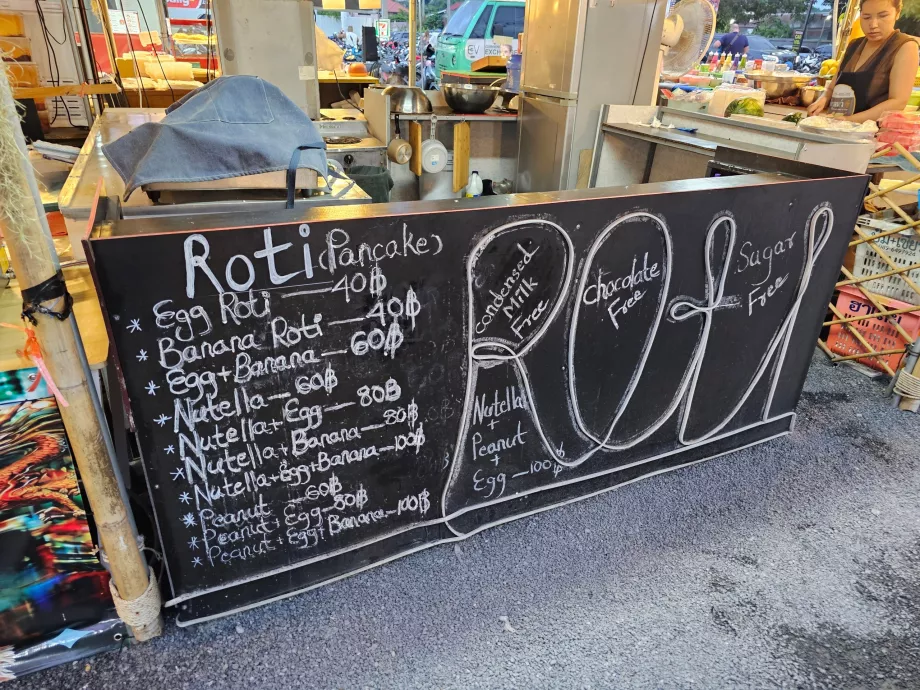 Roti (Pancake)
* Egg Roti — 40฿
* Banana Roti — 40฿
* Egg + Banana — 60฿
* Nutella — 60฿
* Nutella + Egg — 80฿
* Nutella + Banana — 80฿
* Nutella + Egg + Banana — 100฿
* Peanut — 60฿
* Peanut + Egg — 80฿
* Peanut + Egg + Banana — 100฿
Roti
Condensed
Milk
Free
chocolate
Free
Sugar
Free
Nutella
+
Peanut
+
Egg — 100฿
EV